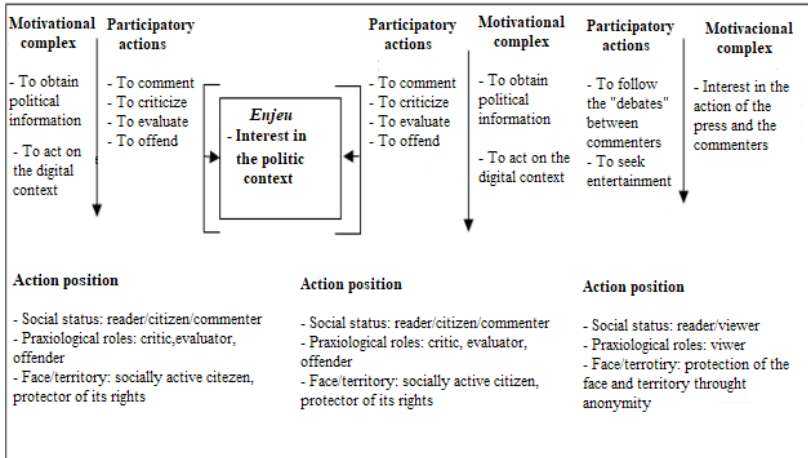 Motivational
complex
- To obtain
political
information
- To act on
the digital
context
Participatory
actions
- To comment
- To criticize
- To evaluate
- To offend
Enjeu
- Interest in
the politic
context
Participatory
actions
- To comment
- To criticize
- To evaluate
- To offend
Motivational
complex
- To obtain
political
information
- To act on the
digital context
Participatory
actions
- To follow
the "debates"
between
commenters
- To seek
entertainment
Motivacional
complex
- Interest in the
action of the
press and the
commenters
Action position
- Social status: reader/citizen/commenter
- Praxiological roles: critic,evaluator,
offender
- Face/territory: socially active citezen,
protector of its rights
Action position
- Social status: reader/citizen/commenter
- Praxiological roles: critic, evaluator,
offender
- Face/territory: socially active citizen,
protector of its rights
Action position
- Social status: reader/viewer
- Praxiological roles: viwer
- Face/terrotiry: protection of the
face and territory throught
anonymity